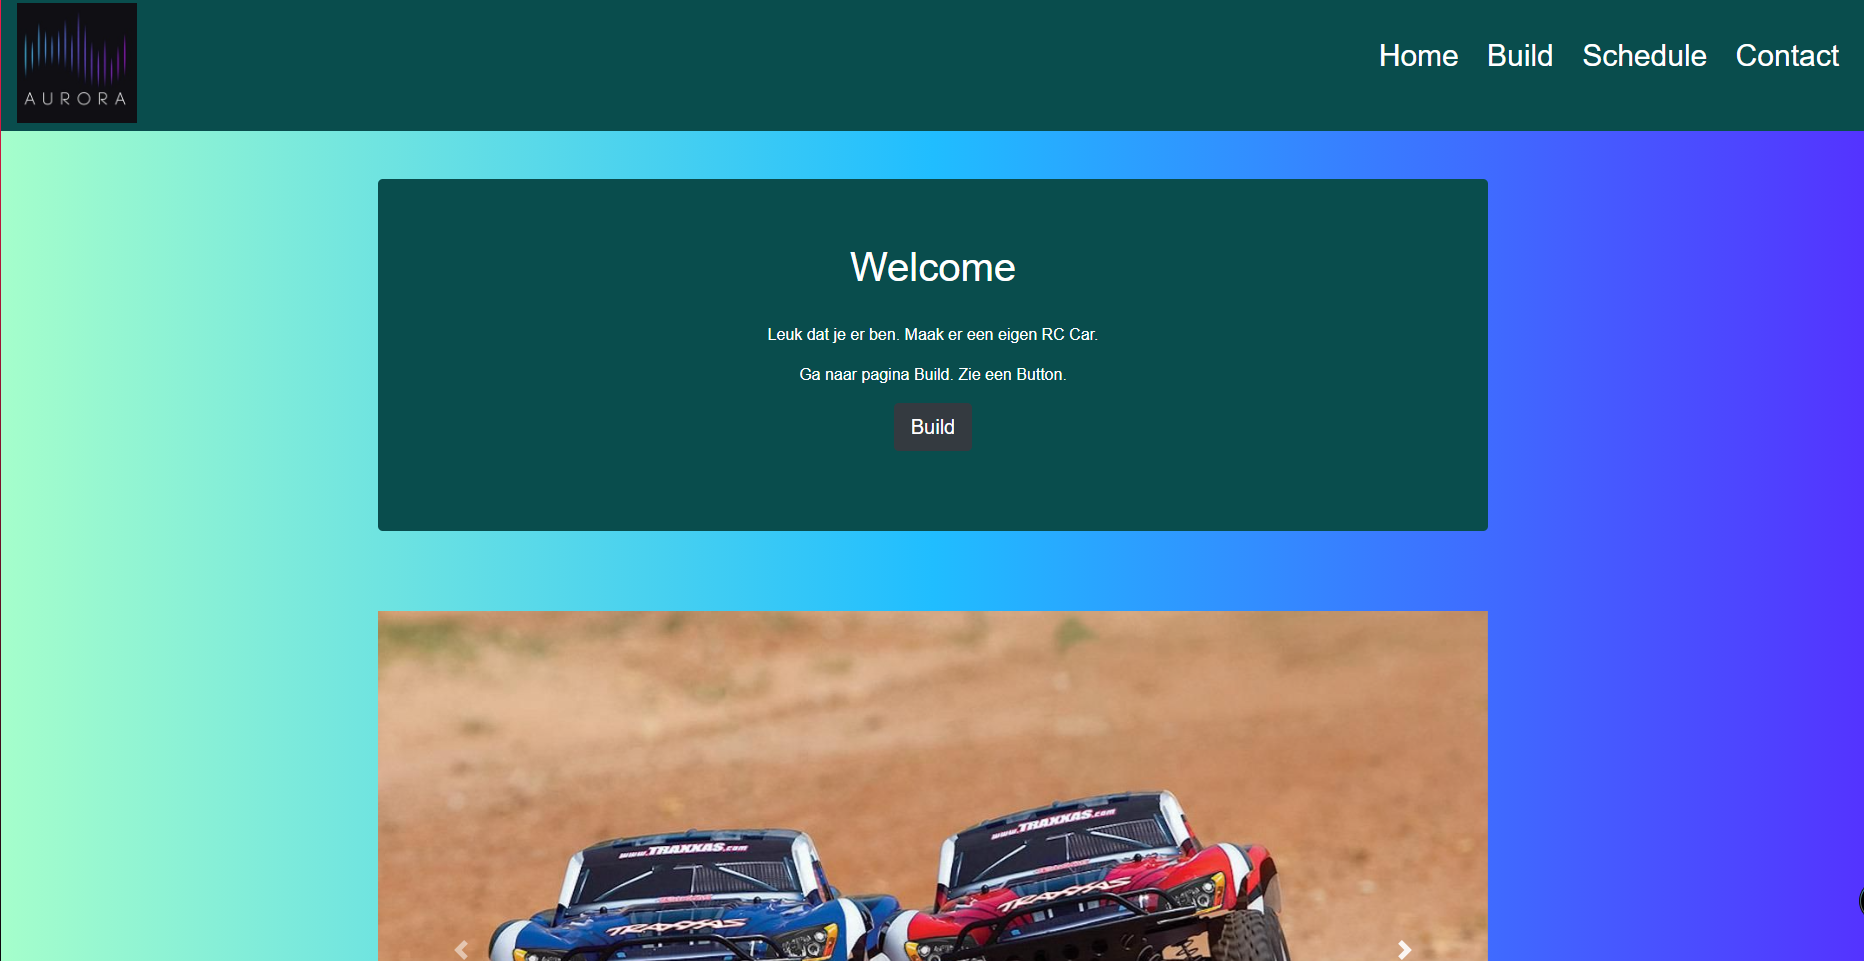 AURORA
Home Build Schedule Contact
Welcome
Leuk dat je er ben. Maak er een eigen RC Car.
Ga naar pagina Build. Zie een Button.
Build
www.TRAXXAS.com
www.TRAXXAS.com
TRAXXAS
TRAXXAS